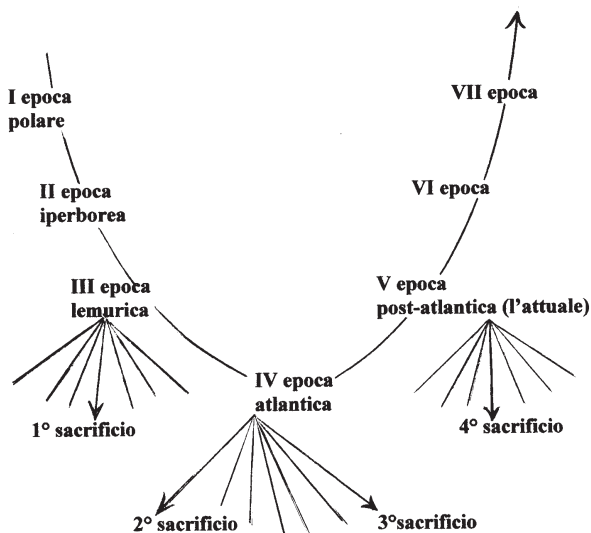 I epoca
polare
VII epoca
II epoca
iperborea
VI epoca
III epoca
lemurica
V epoca
post-atlantica (l'attuale)
IV epoca
atlantica
1° sacrificio
4° sacrificio
2° sacrificio
3°sacrificio